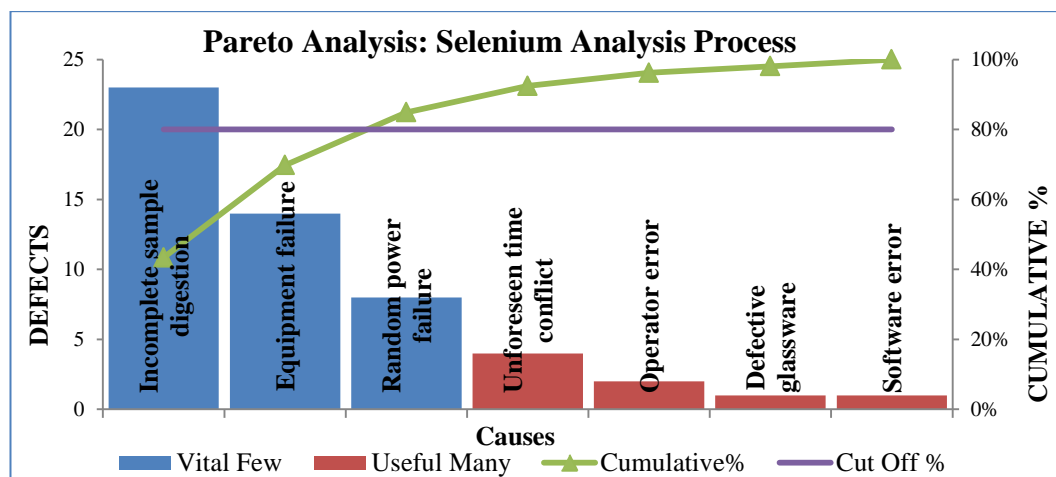 Pareto Analysis: Selenium Analysis Process
DEFECTS
25
20
15
10
5
0
Incomplete sample
digestion
Equipment failure
Random power
failure
Unforeseen time
conflict
Operator error
Defective
glassware
Software error
100%
80%
60%
40%
20%
0%
CUMULATIVE %
Causes
Vital Few
Useful Many
Cumulative%
Cut Off %